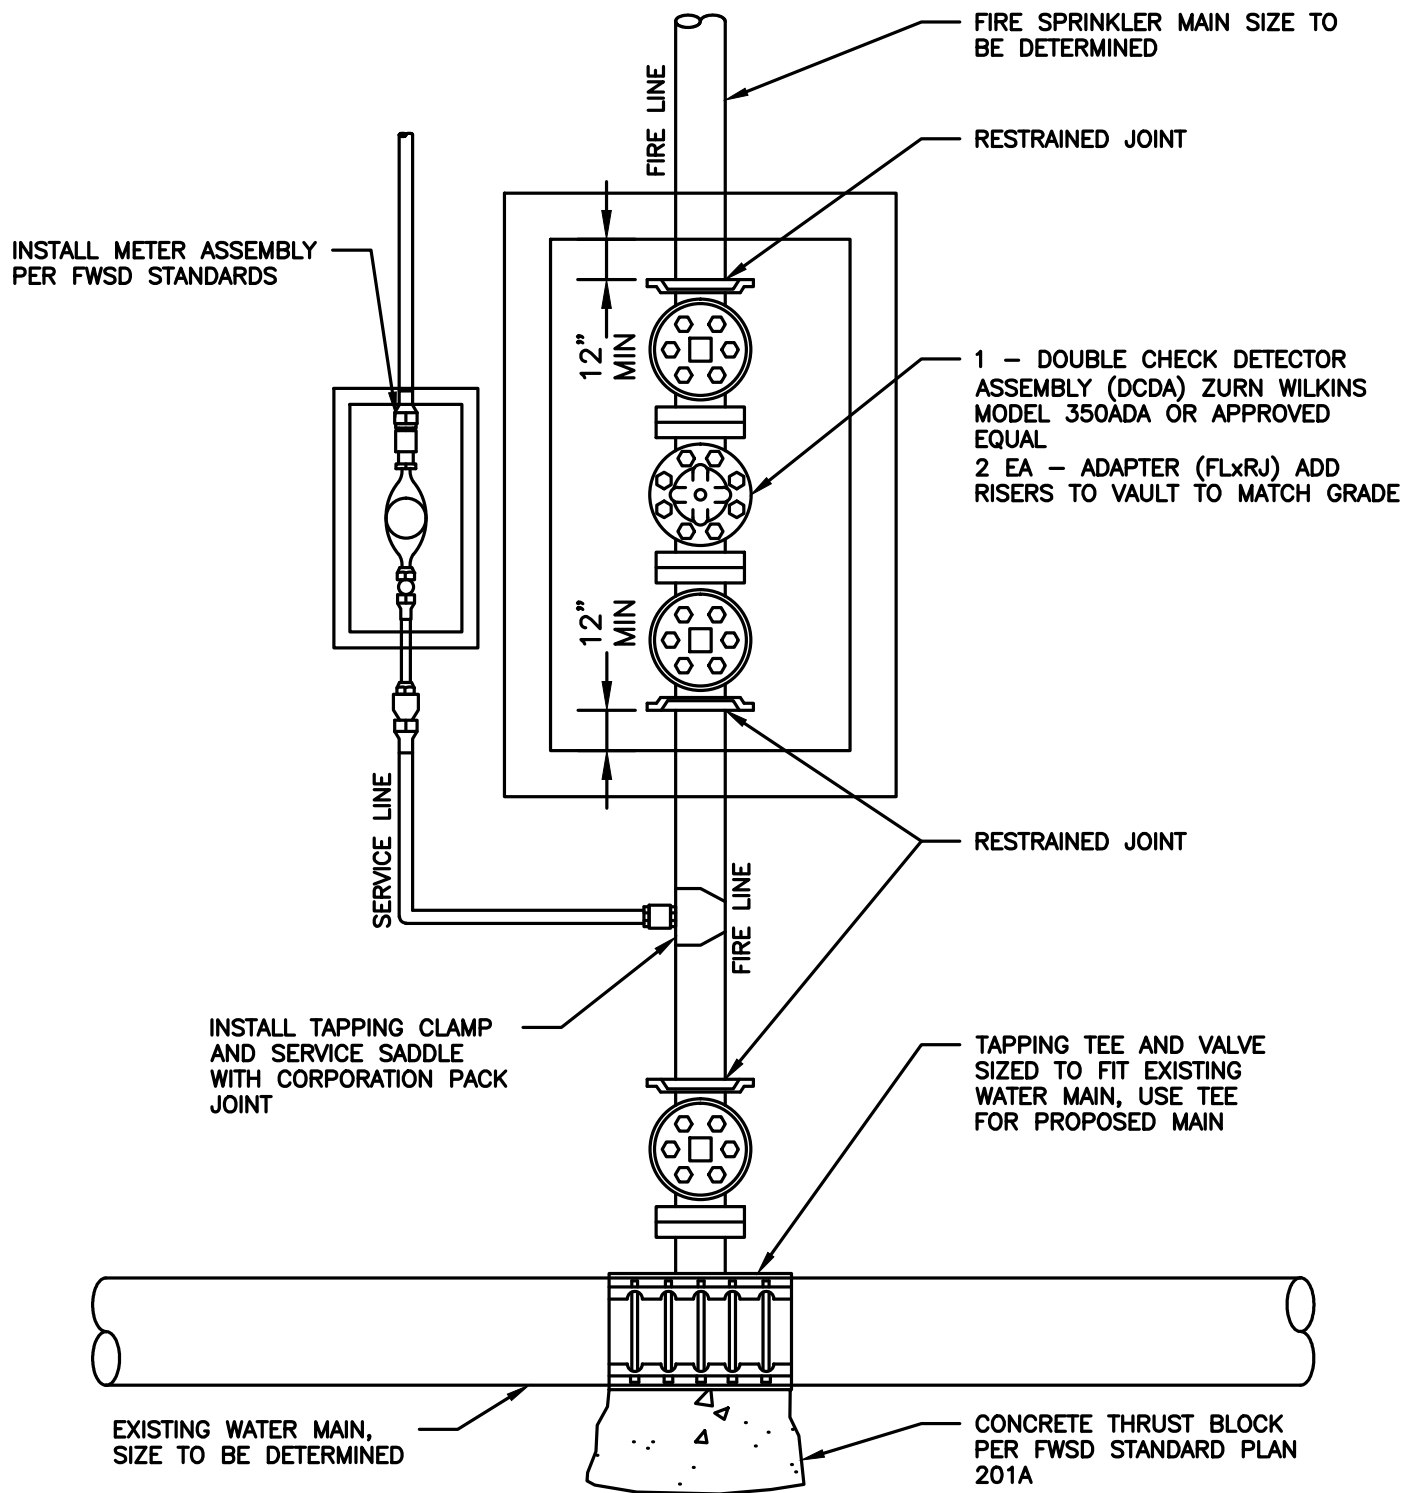 FIRE SPRINKLER MAIN SIZE TO
BE DETERMINED
FIRE LINE
RESTRAINED JOINT
INSTALL METER ASSEMBLY
PER FWSD STANDARDS
12”
MIN
1 – DOUBLE CHECK DETECTOR
ASSEMBLY (DCDA) ZURN WILKINS
MODEL 350ADA OR APPROVED
EQUAL
2 EA – ADAPTER (FLxRJ) ADD
RISERS TO VAULT TO MATCH GRADE
12”
MIN
SERVICE LINE
RESTRAINED JOINT
FIRE LINE
INSTALL TAPPING CLAMP
AND SERVICE SADDLE
WITH CORPORATION PACK
JOINT
TAPPING TEE AND VALVE
SIZED TO FIT EXISTING
WATER MAIN, USE TEE
FOR PROPOSED MAIN
EXISTING WATER MAIN,
SIZE TO BE DETERMINED
CONCRETE THRUST BLOCK
PER FWSD STANDARD PLAN
201A